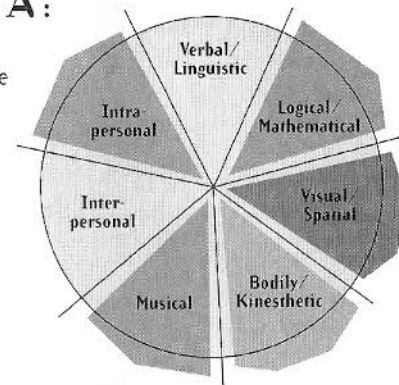 A:
e
Verbal/
Linguistic
Logical/
Mathematical
Visual/
Spatial
Bodily/
Kinesthetic
Musical
Inter-
personal
Intra-
personal